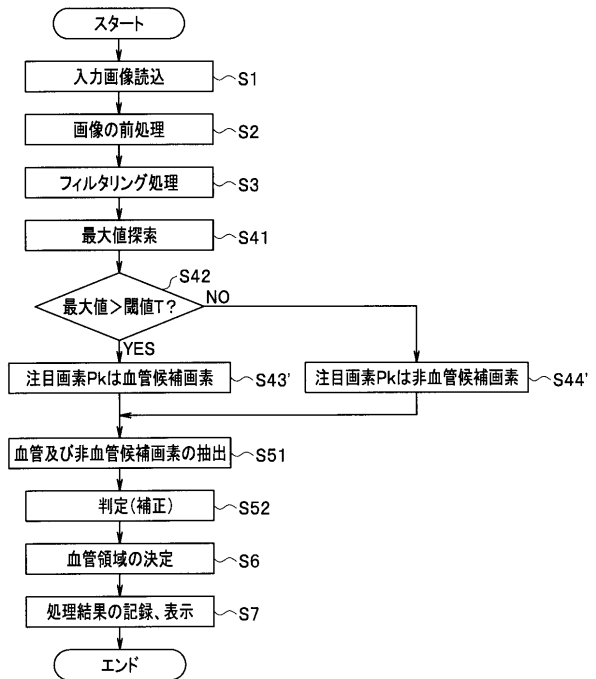 スタート
入力画像読込
S1
画像の前処理
S2
フィルタリング処理
S3
最大値探索
S41
S42
最大値>閾値T?
NO
YES
注目画素Pkは血管候補画素
S43'
注目画素Pkは非血管候補画素
S44'
血管及び非血管候補画素の抽出
S51
判定(補正)
S52
血管領域の決定
S6
処理結果の記録、表示
S7
エンド